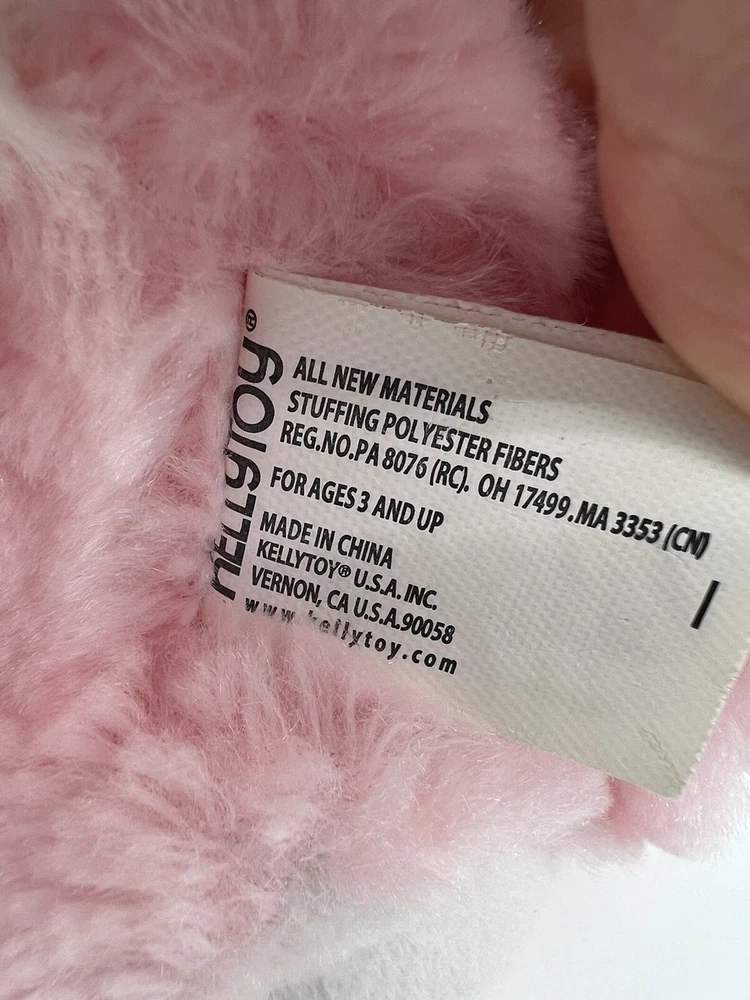 KELLYTOY®
ALL NEW MATERIALS
STUFFING POLYESTER FIBERS
REG.NO.PA 8076 (RC). OH 17499.MA 3353 (CN)
FOR AGES 3 AND UP
MADE IN CHINA
KELLYTOY® U.S.A. INC.
VERNON, CA U.S.A.90058
www.kellytoy.com
I